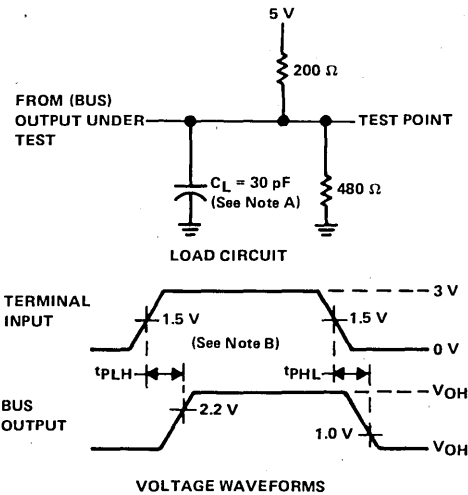 5 V
200 Ω
FROM (BUS)
OUTPUT UNDER
TEST
TEST POINT
CL = 30 pF
(See Note A)
480 Ω
LOAD CIRCUIT
TERMINAL
INPUT
3 V
1.5 V
1.5 V
(See Note B)
0 V
tPLH
tPHL
BUS
OUTPUT
VOH
2.2 V
1.0 V
VOH
VOLTAGE WAVEFORMS